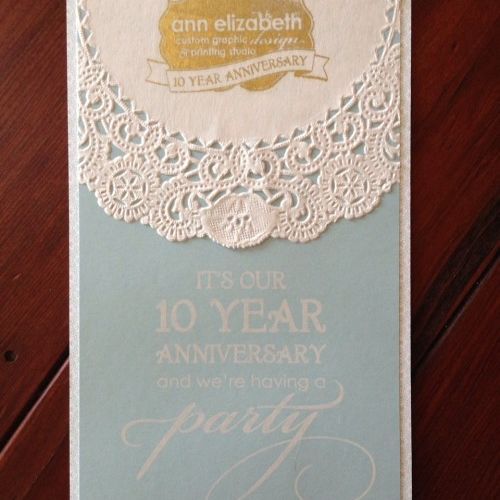 ann elizabeth
custom graphic design
& printing studio
10 YEAR ANNIVERSARY
IT'S OUR
10 YEAR
ANNIVERSARY
and we're having a
party